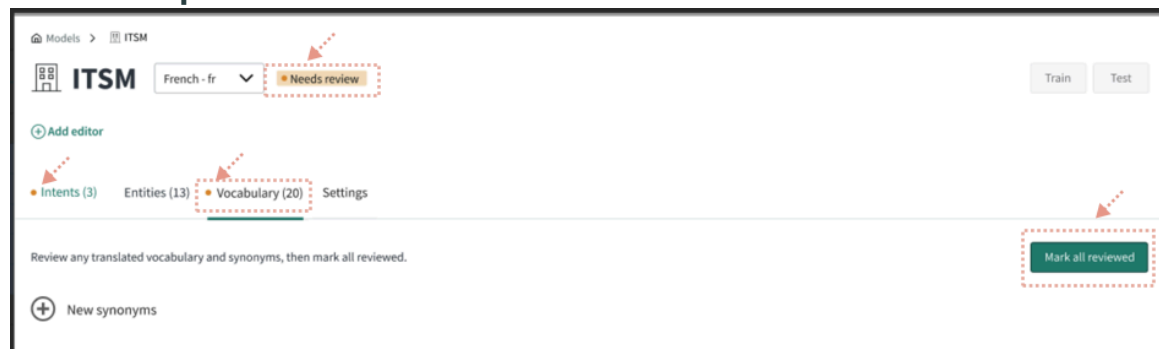 Models > ITSM
ITSM French - fr Needs review Train Test
Add editor
Intents (3) Entities (13) Vocabulary (20) Settings
Review any translated vocabulary and synonyms, then mark all reviewed. Mark all reviewed
New synonyms